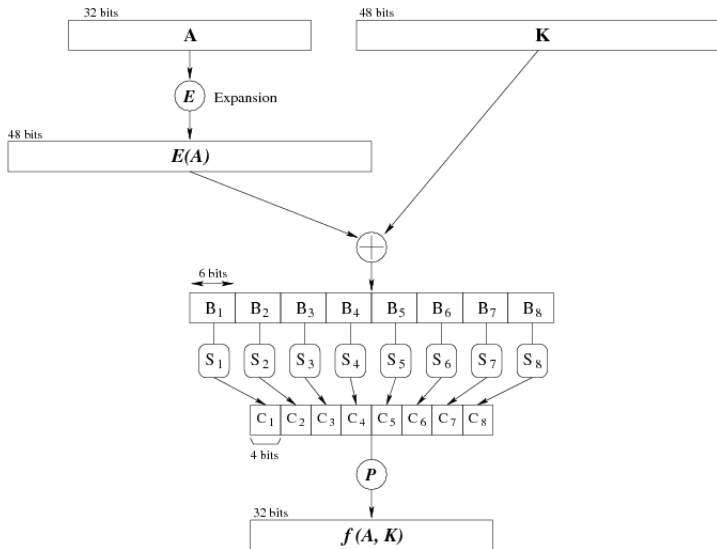 32 bits
48 bits
A
K
E Expansion
48 bits
E(A)
6 bits
B1 B2 B3 B4 B5 B6 B7 B8
S1 S2 S3 S4 S5 S6 S7 S8
C1 C2 C3 C4 C5 C6 C7 C8
4 bits
P
32 bits
f(A, K)